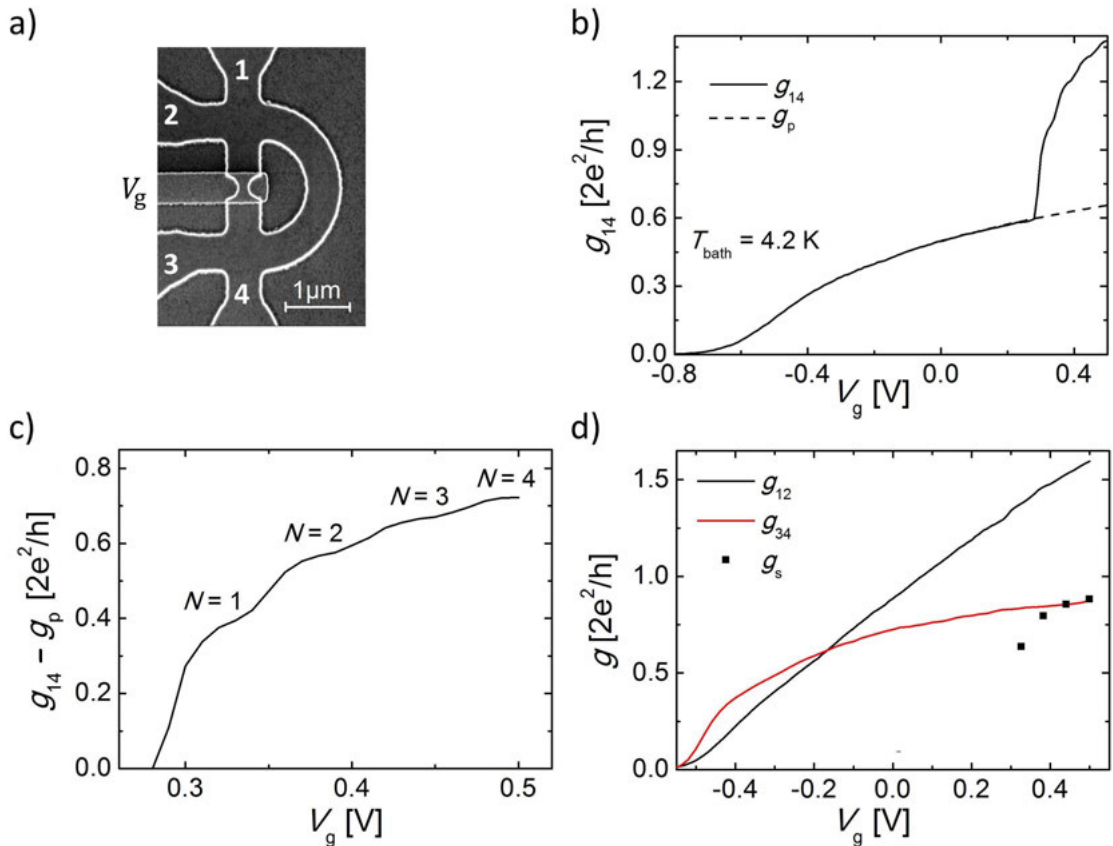 a)
1
2
V_g
3
4
1μm
b)
g_14 [2e^2/h]
1.2
0.9
0.6
0.3
0.0
g_14
g_p
T_bath = 4.2 K
-0.8
-0.4
0.0
0.4
V_g [V]
c)
g_14 – g_p [2e^2/h]
0.8
0.6
0.4
0.2
0.0
N = 1
N = 2
N = 3
N = 4
0.3
0.4
0.5
V_g [V]
d)
g [2e^2/h]
1.5
1.0
0.5
0.0
g_12
g_34
g_s
-0.4
-0.2
0.0
0.2
0.4
V_g [V]